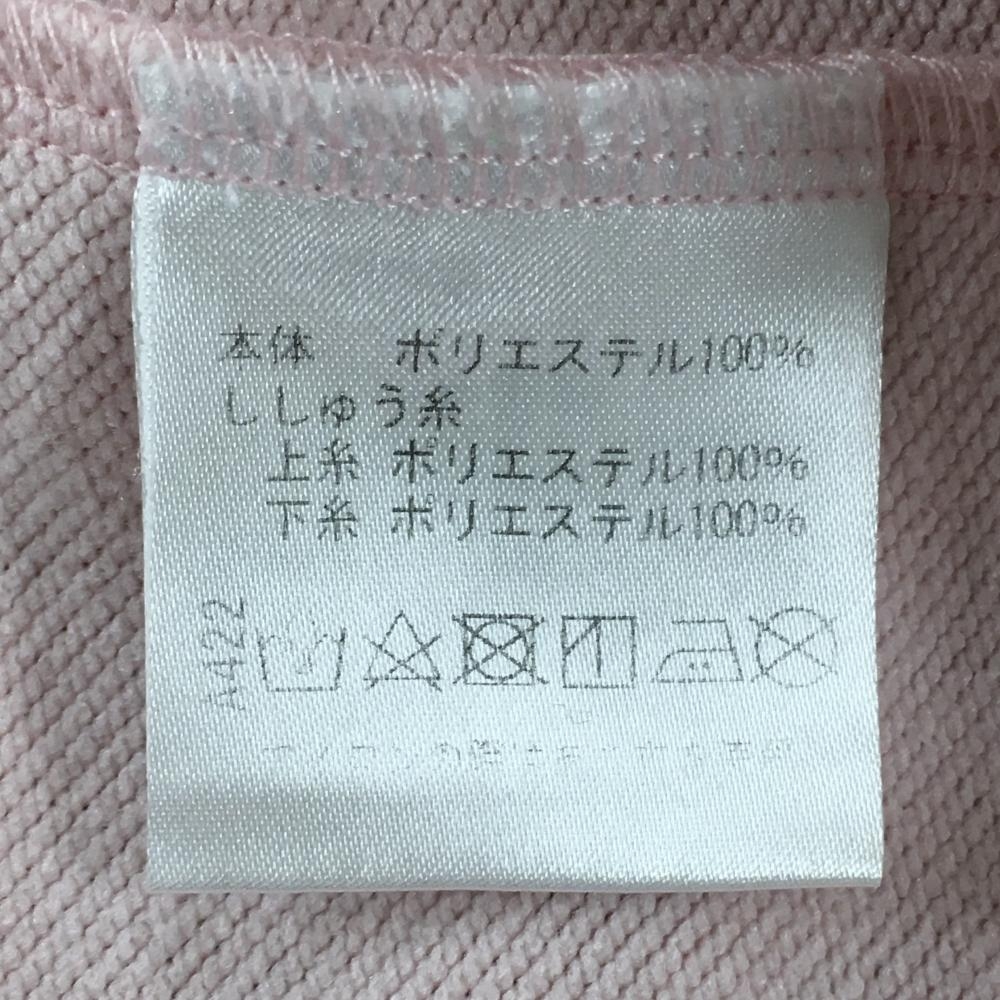 本体 ポリエステル100%
ししゅう糸
上糸 ポリエステル100%
下糸 ポリエステル100%
A422